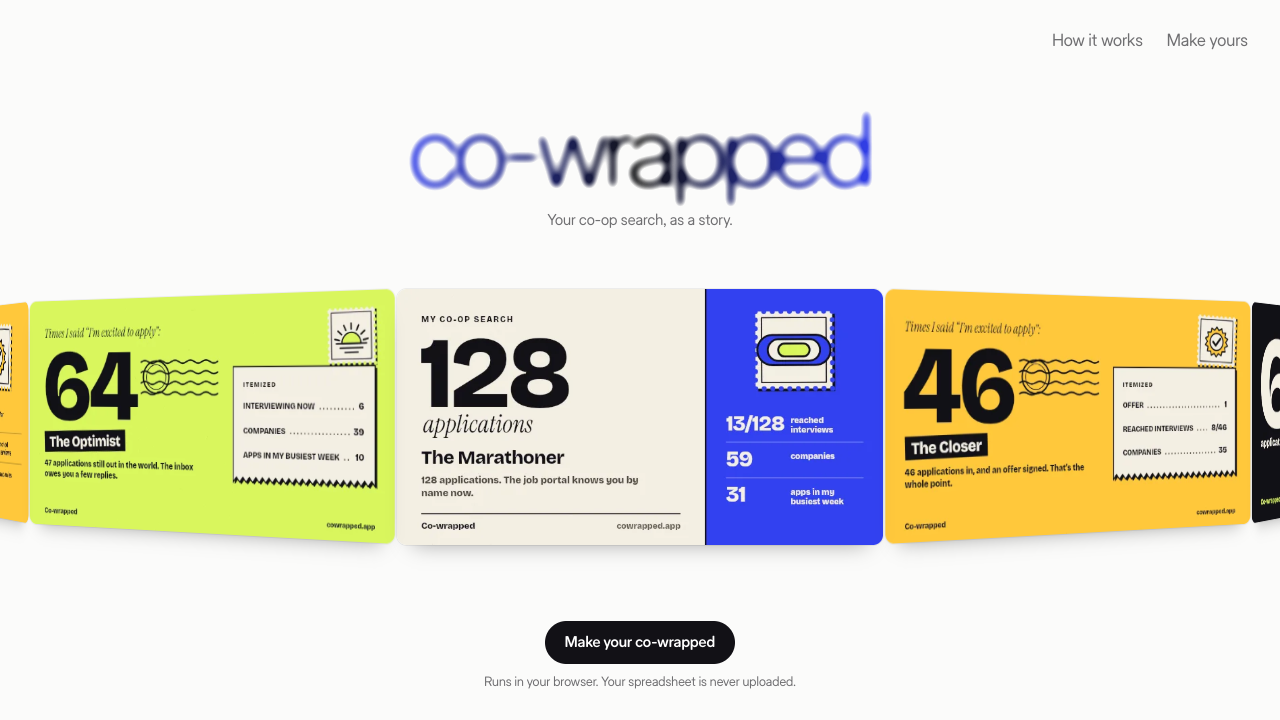 How it works
Make yours
co-wrapped
Your co-op search, as a story.
Times I said "I'm excited to apply":
64
The Optimist
47 applications still out in the world. The inbox
owes you a few replies.
Co-wrapped
ITEMIZED
INTERVIEWING NOW .......... 6
COMPANIES ................ 39
APPS IN MY BUSIEST WEEK .. 10
cowrapped.app
MY CO-OP SEARCH
128
applications
The Marathoner
128 applications. The job portal knows you by
name now.
Co-wrapped
cowrapped.app
13/128 reached
interviews
59 companies
31 apps in my
busiest week
Times I said "I'm excited to apply":
46
The Closer
46 applications in, and an offer signed. That's the
whole point.
Co-wrapped
ITEMIZED
OFFER ..................... 1
REACHED INTERVIEWS .... 8/46
COMPANIES ................ 35
cowrapped.app
Make your co-wrapped
Runs in your browser. Your spreadsheet is never uploaded.